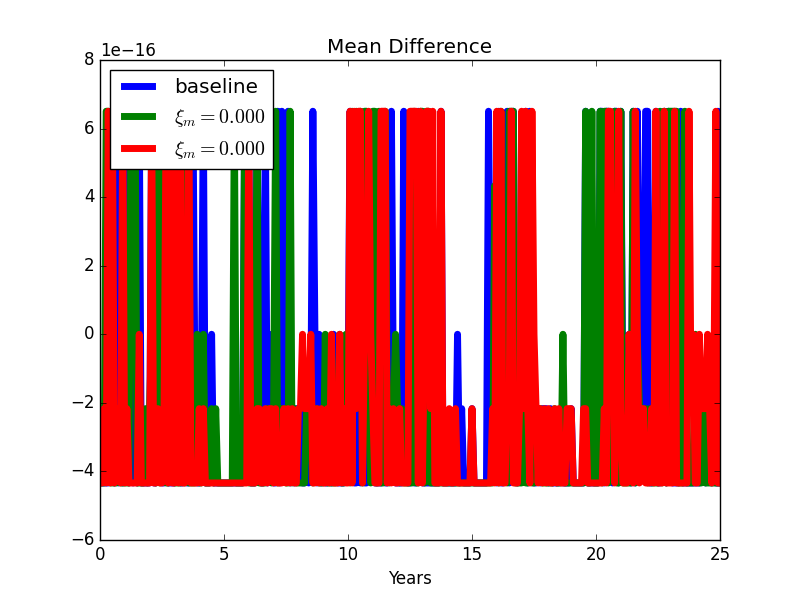 Mean Difference
1e−16
8
6
4
2
0
−2
−4
−6
baseline
ξm = 0.000
ξm = 0.000
0 5 10 15 20 25
Years